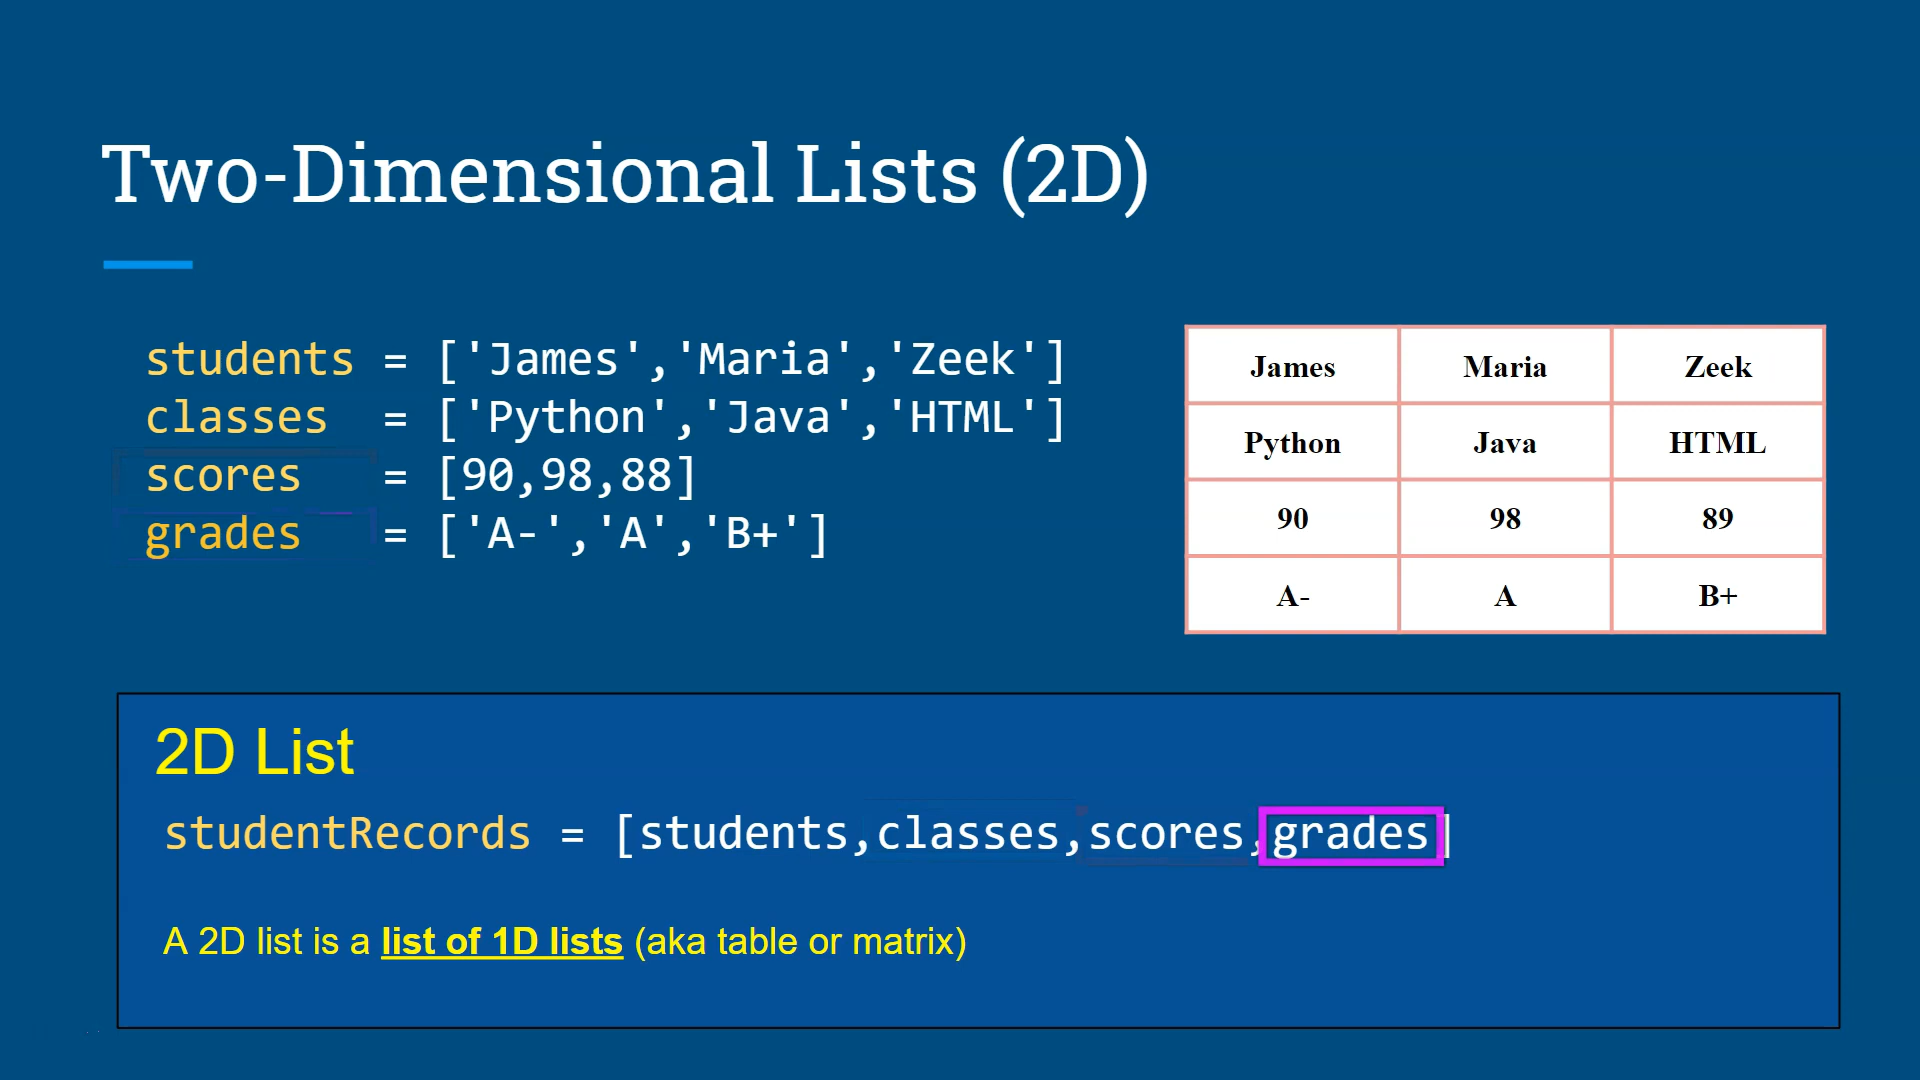 Two-Dimensional Lists (2D)
students = ['James','Maria','Zeek']
classes = ['Python','Java','HTML']
scores = [90,98,88]
grades = ['A-','A','B+']
James Maria Zeek
Python Java HTML
90 98 89
A- A B+
2D List
studentRecords = [students,classes,scores,grades]
A 2D list is a list of 1D lists (aka table or matrix)